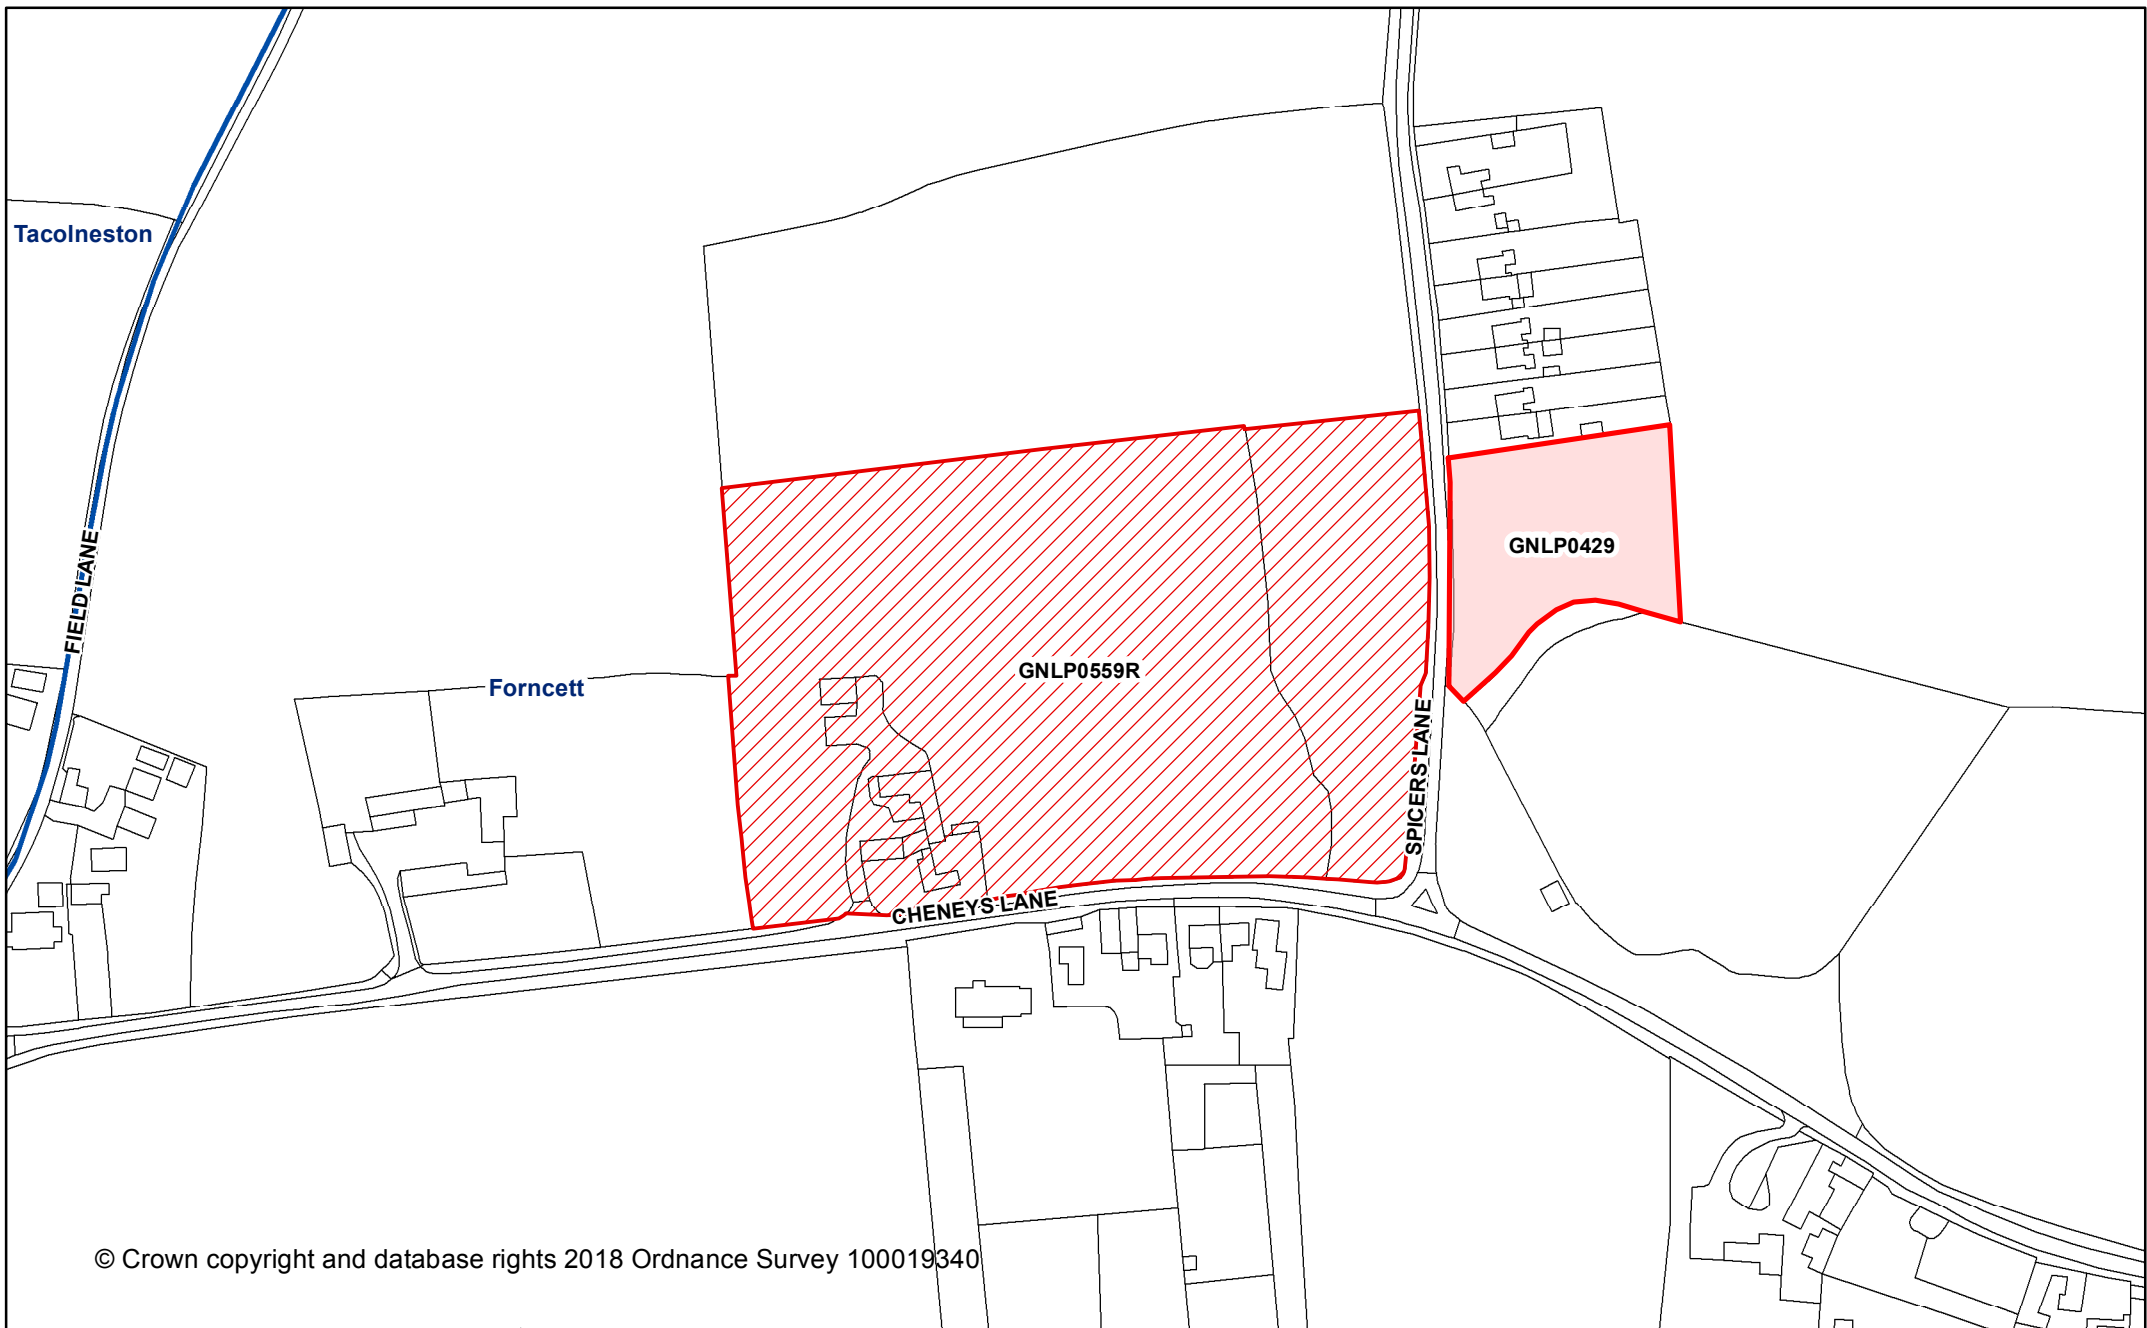 Tacolneston
FIELD LANE
GNLP0429
GNLP0559R
Forncett
SPICERS LANE
CHENEYS LANE
© Crown copyright and database rights 2018 Ordnance Survey 100019340